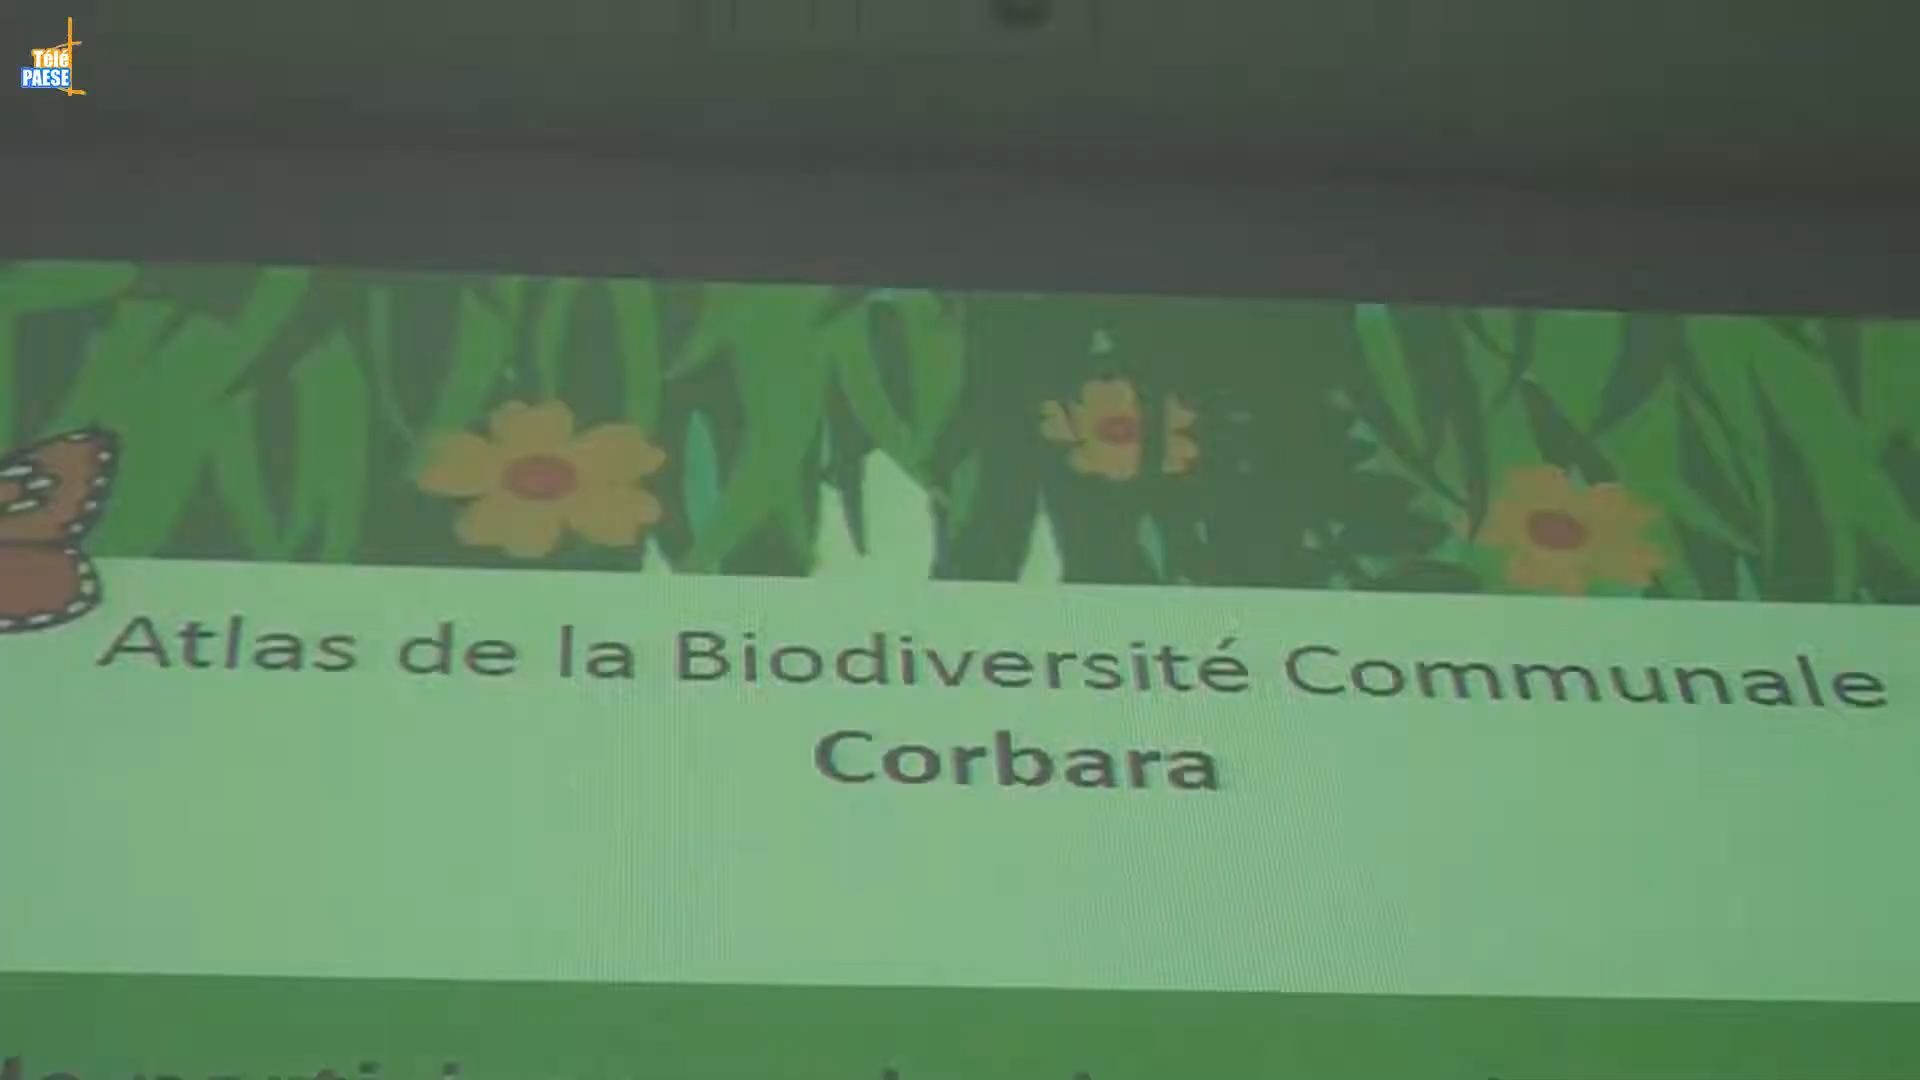 Télé
PAESE
Atlas de la Biodiversité Communale
Corbara